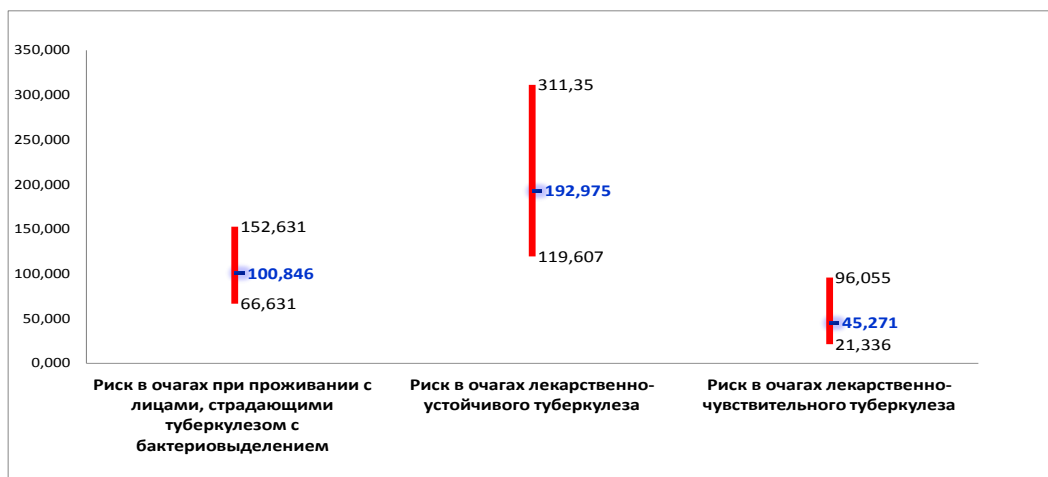 350,000
300,000
250,000
200,000
150,000
100,000
50,000
0,000
152,631
100,846
66,631
311,35
192,975
119,607
96,055
45,271
21,336
Риск в очагах при проживании с
лицами, страдающими
туберкулезом с
бактериовыделением
Риск в очагах лекарственно-
устойчивого туберкулеза
Риск в очагах лекарственно-
чувствительного туберкулеза